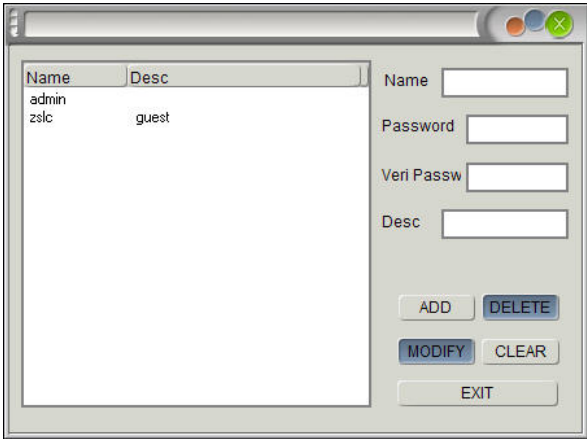 Name Desc
admin
zslc guest
Name
Password
Veri Passw
Desc
ADD DELETE
MODIFY CLEAR
EXIT